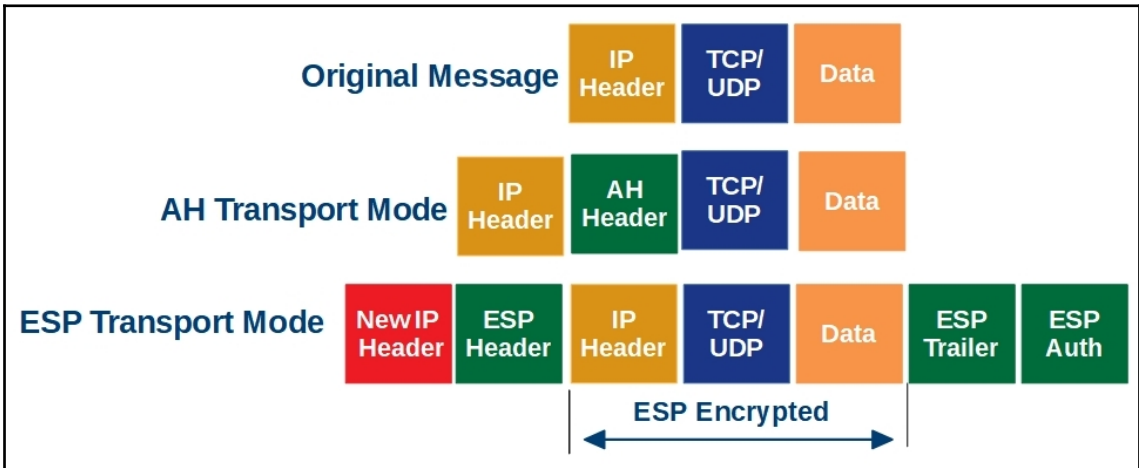 Original Message
IP
Header
TCP/
UDP
Data
AH Transport Mode
IP
Header
AH
Header
TCP/
UDP
Data
ESP Transport Mode
New IP
Header
ESP
Header
IP
Header
TCP/
UDP
Data
ESP
Trailer
ESP
Auth
ESP Encrypted